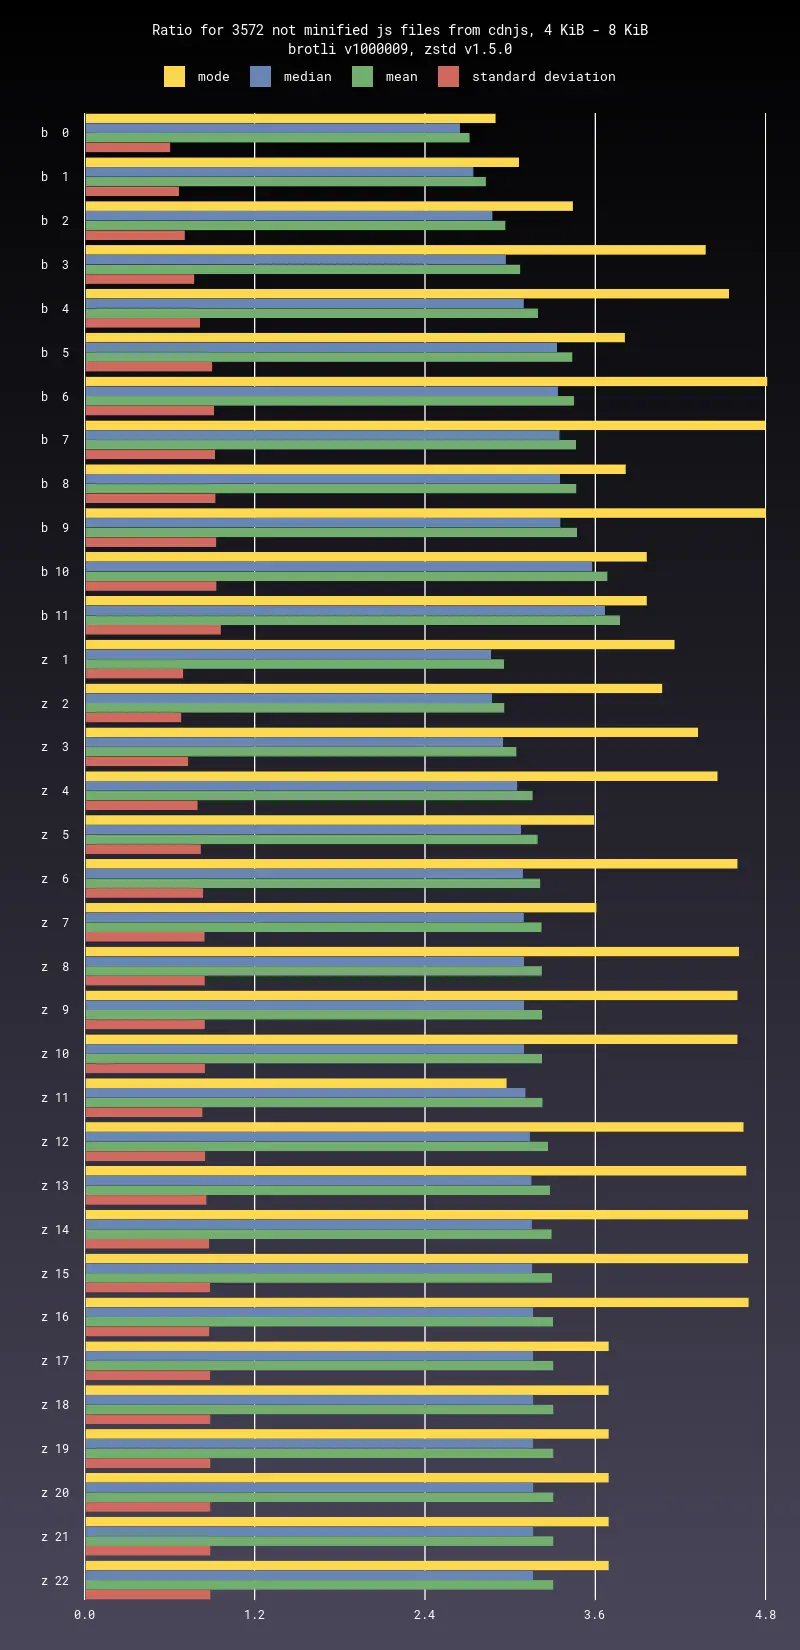 Ratio for 3572 not minified js files from cdnjs, 4 KiB - 8 KiB
brotli v1000009, zstd v1.5.0
mode median mean standard deviation
b 0
b 1
b 2
b 3
b 4
b 5
b 6
b 7
b 8
b 9
b 10
b 11
z 1
z 2
z 3
z 4
z 5
z 6
z 7
z 8
z 9
z 10
z 11
z 12
z 13
z 14
z 15
z 16
z 17
z 18
z 19
z 20
z 21
z 22
0.0 1.2 2.4 3.6 4.8